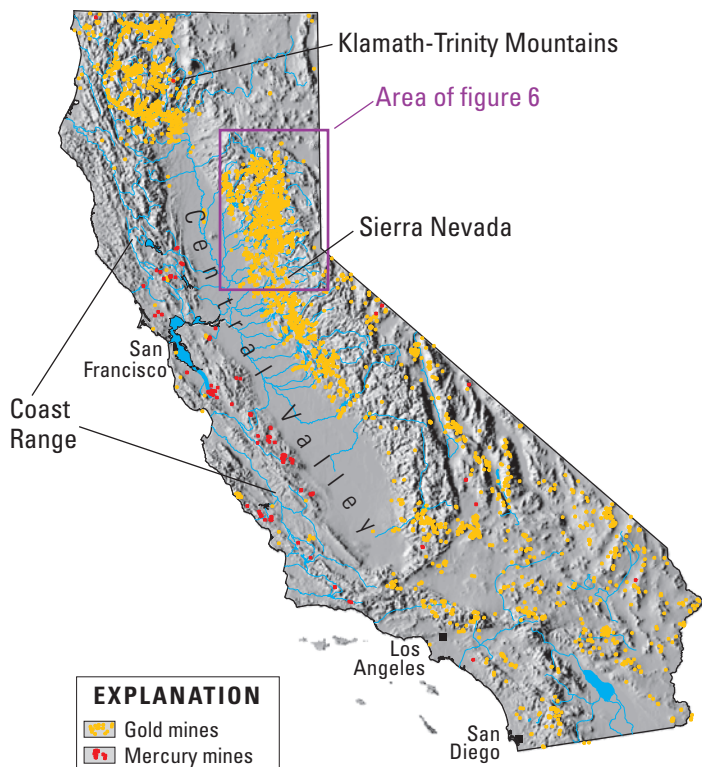 Klamath-Trinity Mountains
Area of figure 6
Central Valley
Sierra Nevada
San
Francisco
Coast
Range
Los
Angeles
San
Diego
EXPLANATION
Gold mines
Mercury mines